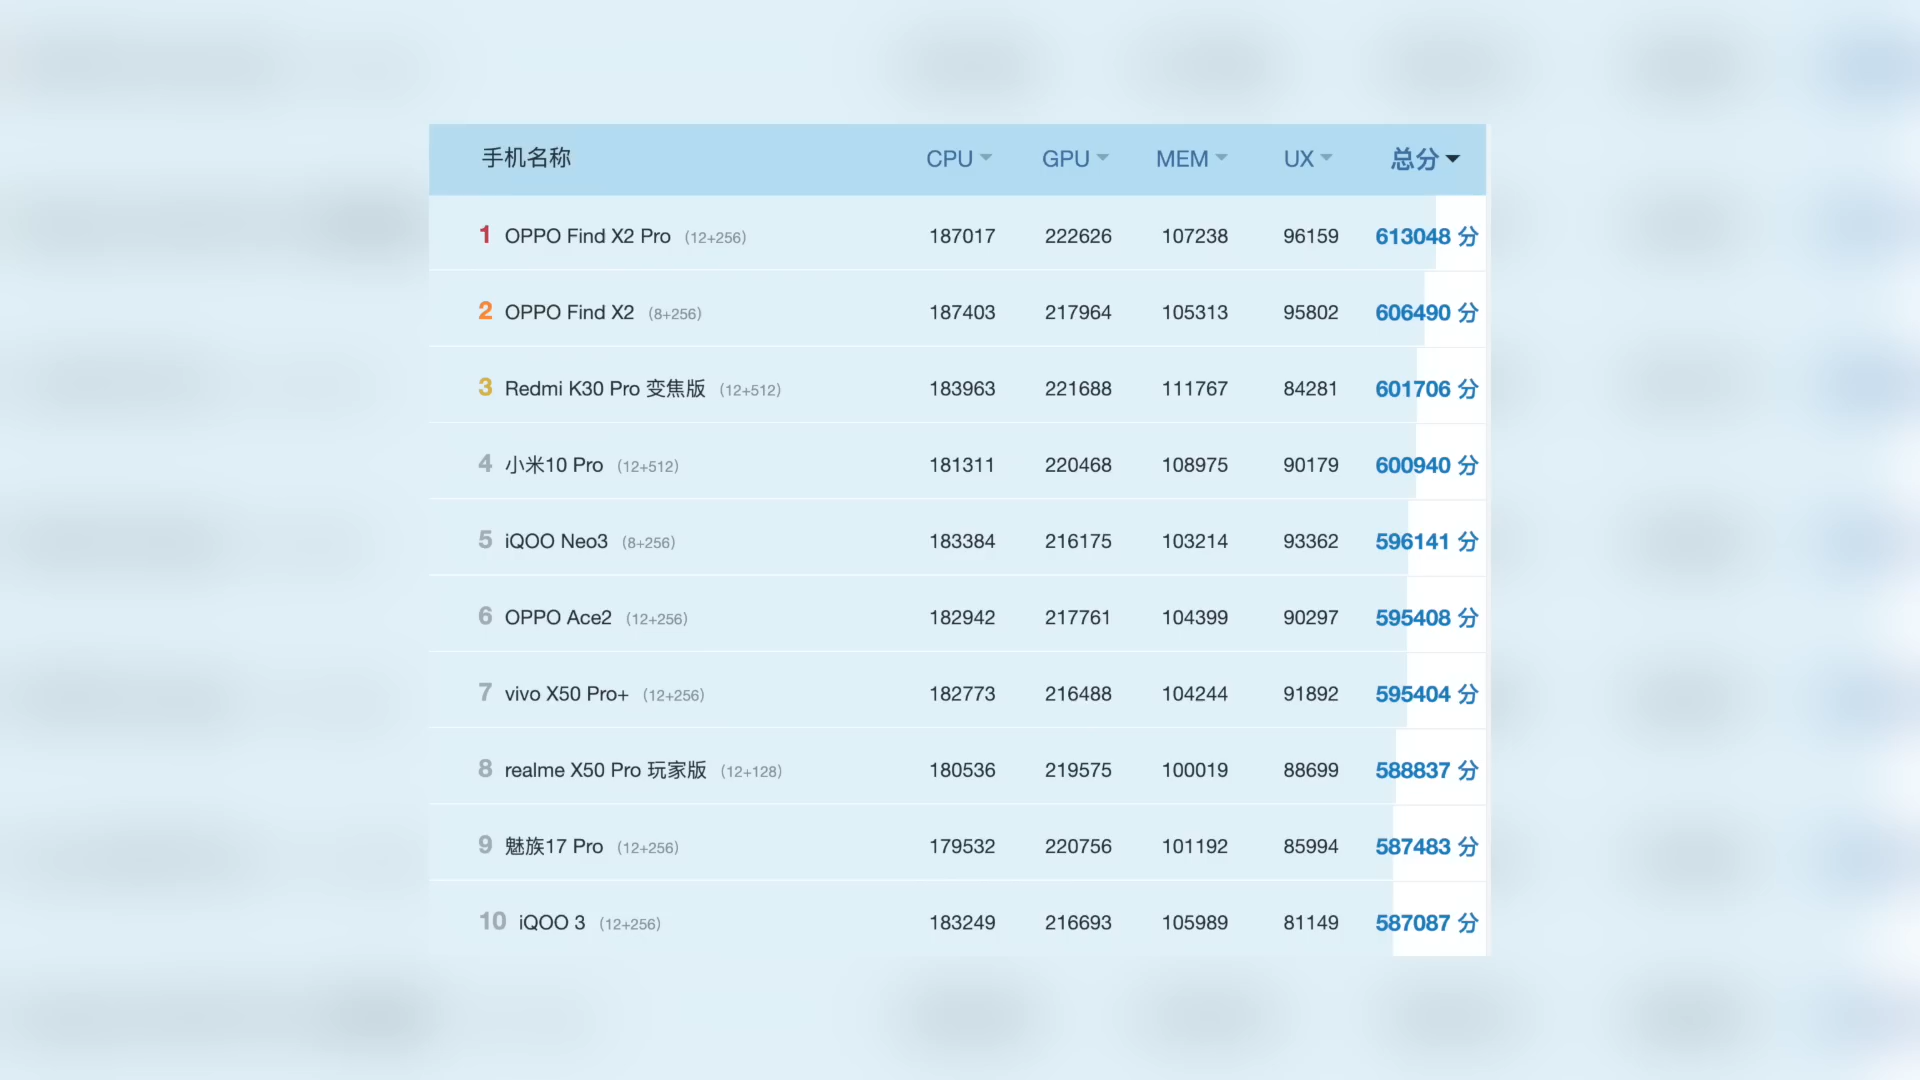 手机名称 CPU GPU MEM UX 总分
1 OPPO Find X2 Pro (12+256) 187017 222626 107238 96159 613048 分
2 OPPO Find X2 (8+256) 187403 217964 105313 95802 606490 分
3 Redmi K30 Pro 变焦版 (12+512) 183963 221688 111767 84281 601706 分
4 小米10 Pro (12+512) 181311 220468 108975 90179 600940 分
5 iQOO Neo3 (8+256) 183384 216175 103214 93362 596141 分
6 OPPO Ace2 (12+256) 182942 217761 104399 90297 595408 分
7 vivo X50 Pro+ (12+256) 182773 216488 104244 91892 595404 分
8 realme X50 Pro 玩家版 (12+128) 180536 219575 100019 88699 588837 分
9 魅族17 Pro (12+256) 179532 220756 101192 85994 587483 分
10 iQOO 3 (12+256) 183249 216693 105989 81149 587087 分